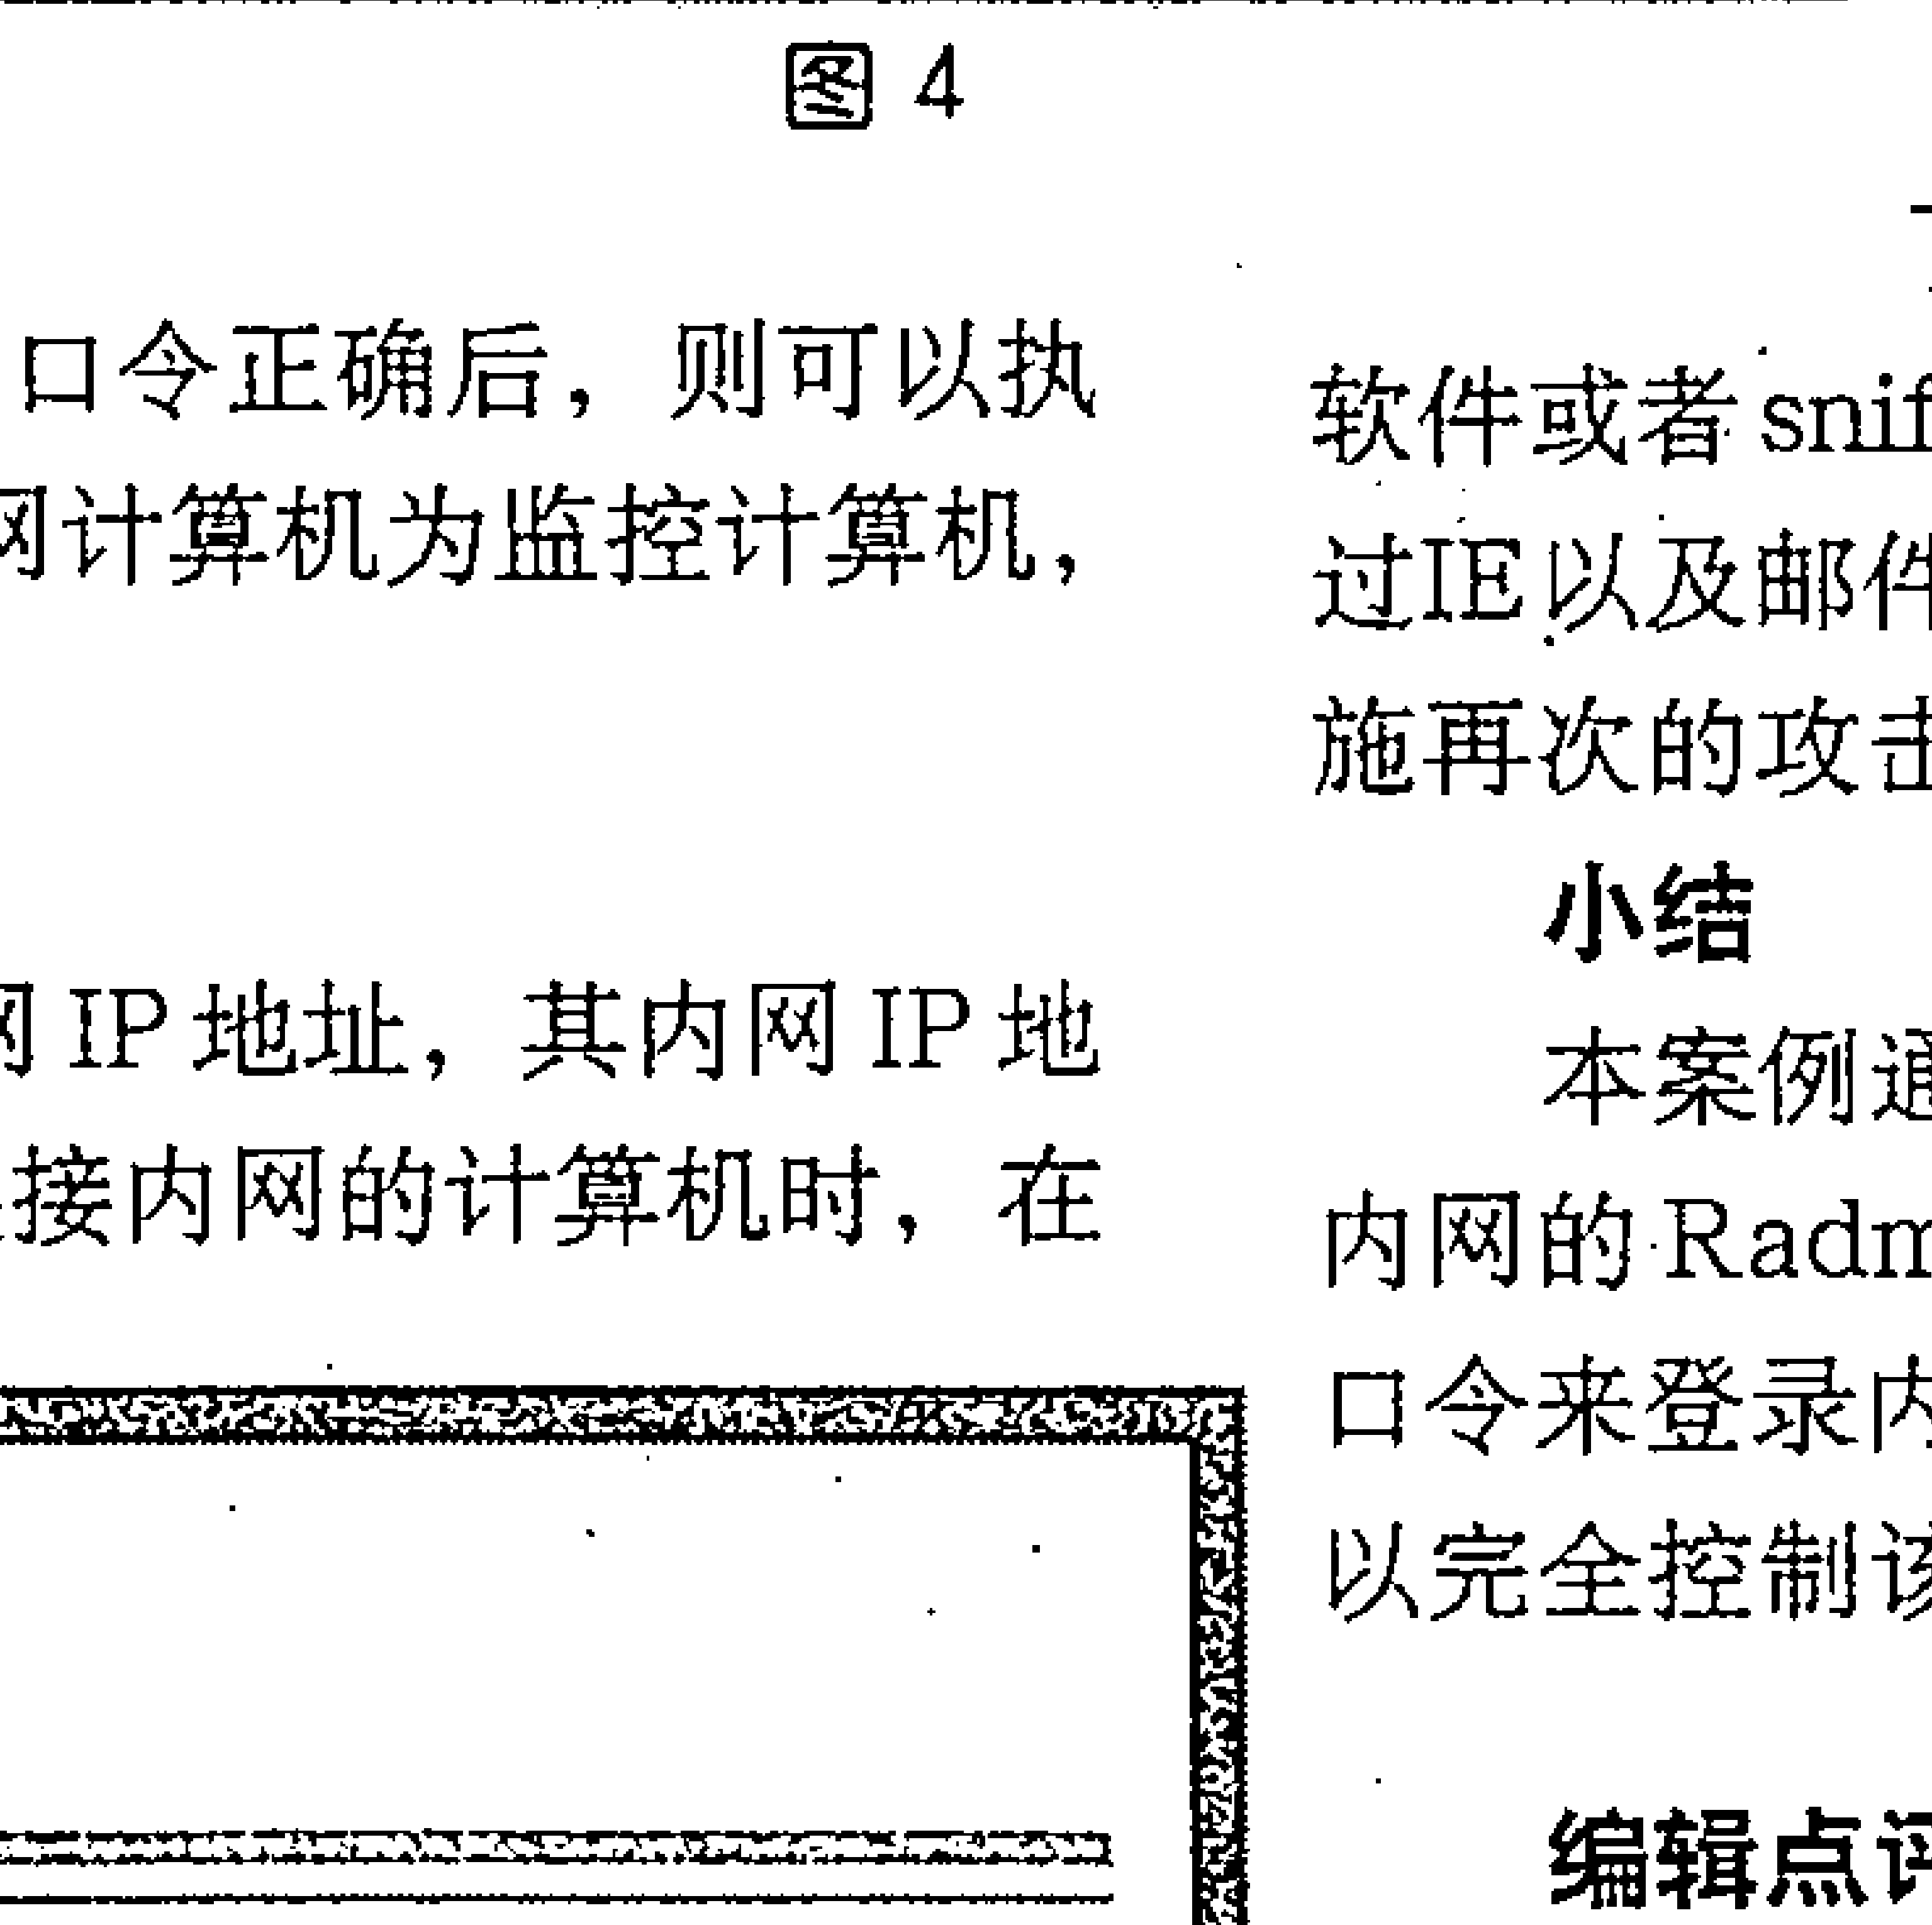 图 4
口令正确后，则可以执
网计算机为监控计算机，
网 IP 地址，其内网 IP 地
接内网的计算机时，在
软件或者 snif
过IE以及邮件
施再次的攻击
小结
本案例通
内网的 Radm
口令来登录内
以完全控制该
编辑点评